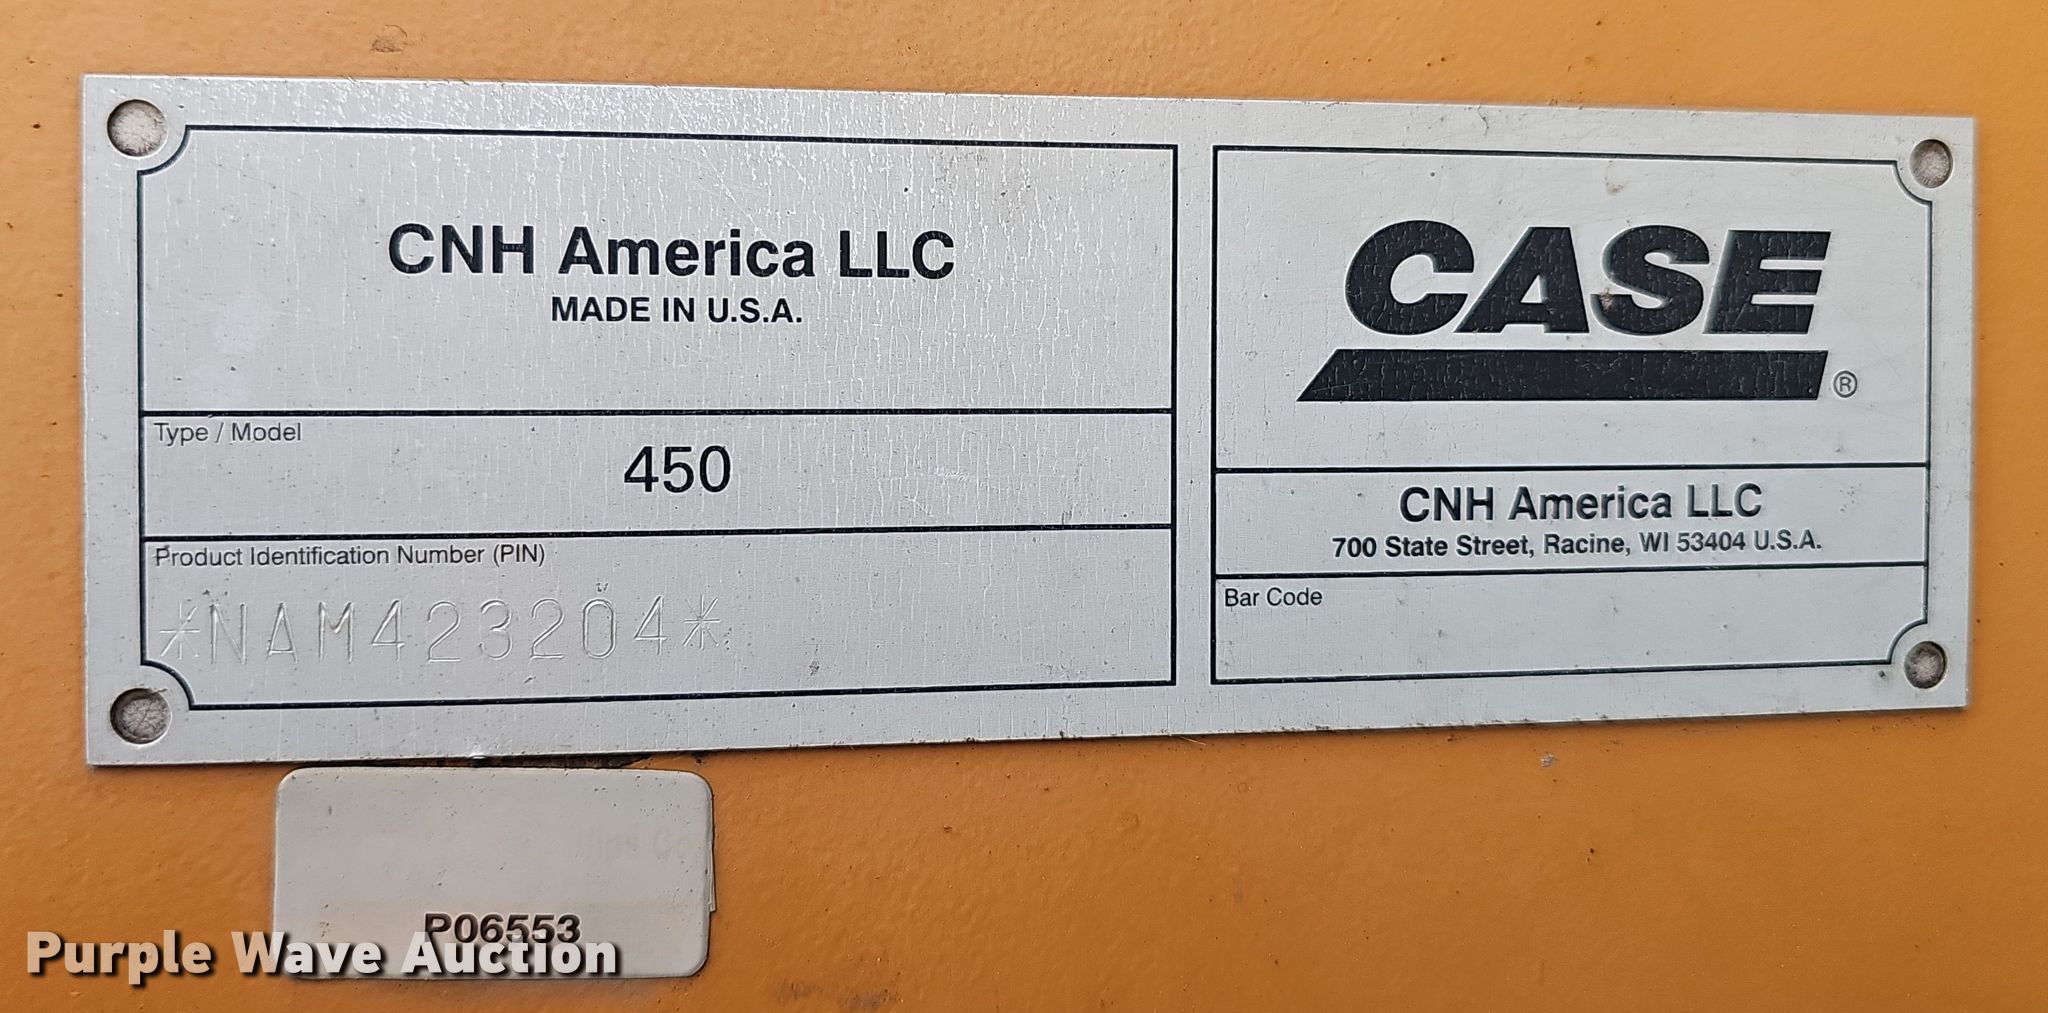 CNH America LLC
MADE IN U.S.A.
Type / Model
450
Product Identification Number (PIN)
*NAM423204*
CASE
®
CNH America LLC
700 State Street, Racine, WI 53404 U.S.A.
Bar Code
P06553
Purple Wave Auction